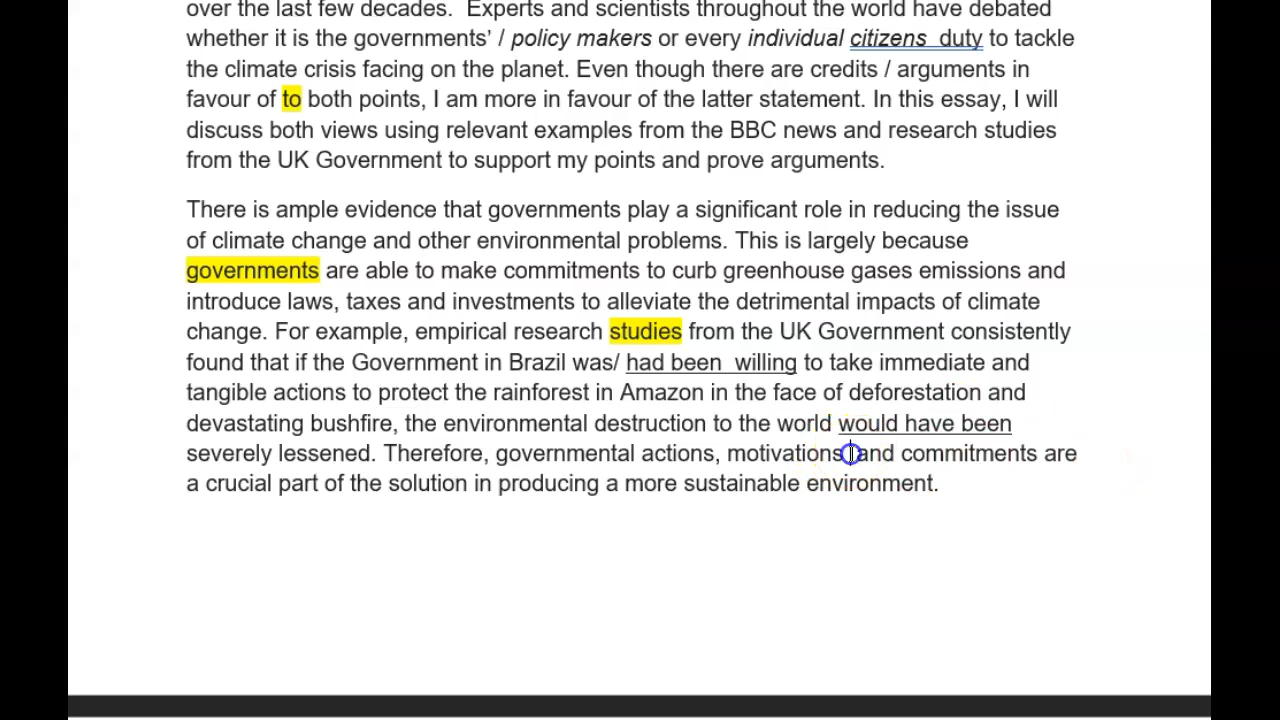 over the last few decades.  Experts and scientists throughout the world have debated
whether it is the governments' / policy makers or every individual citizens  duty to tackle
the climate crisis facing on the planet. Even though there are credits / arguments in
favour of to both points, I am more in favour of the latter statement. In this essay, I will
discuss both views using relevant examples from the BBC news and research studies
from the UK Government to support my points and prove arguments.
There is ample evidence that governments play a significant role in reducing the issue
of climate change and other environmental problems. This is largely because
governments are able to make commitments to curb greenhouse gases emissions and
introduce laws, taxes and investments to alleviate the detrimental impacts of climate
change. For example, empirical research studies from the UK Government consistently
found that if the Government in Brazil was/ had been  willing to take immediate and
tangible actions to protect the rainforest in Amazon in the face of deforestation and
devastating bushfire, the environmental destruction to the world would have been
severely lessened. Therefore, governmental actions, motivations and commitments are
a crucial part of the solution in producing a more sustainable environment.